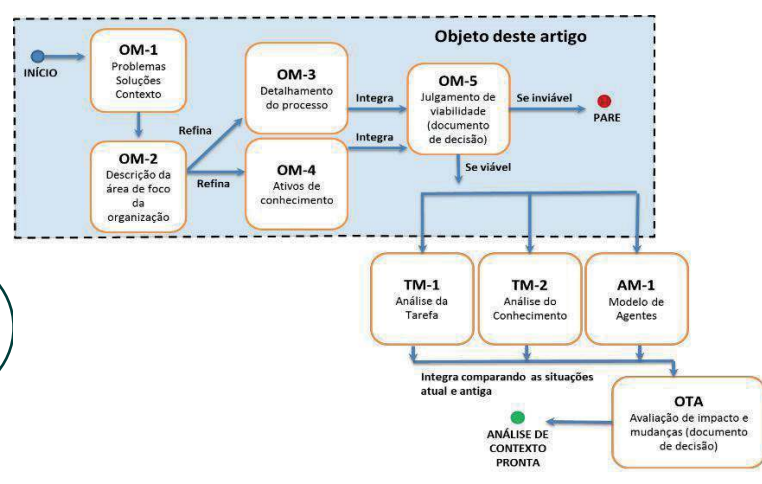 Objeto deste artigo
INÍCIO
OM-1
Problemas
Soluções
Contexto
OM-2
Descrição da
área de foco
da
organização
Refina
Refina
OM-3
Detalhamento
do processo
OM-4
Ativos de
conhecimento
Integra
Integra
OM-5
Julgamento de
viabilidade
(documento
de decisão)
Se inviável
PARE
Se viável
TM-1
Análise da
Tarefa
TM-2
Análise do
Conhecimento
AM-1
Modelo de
Agentes
Integra comparando as situações
atual e antiga
OTA
Avaliação de impacto e
mudanças (documento
de decisão)
ANÁLISE DE
CONTEXTO
PRONTA